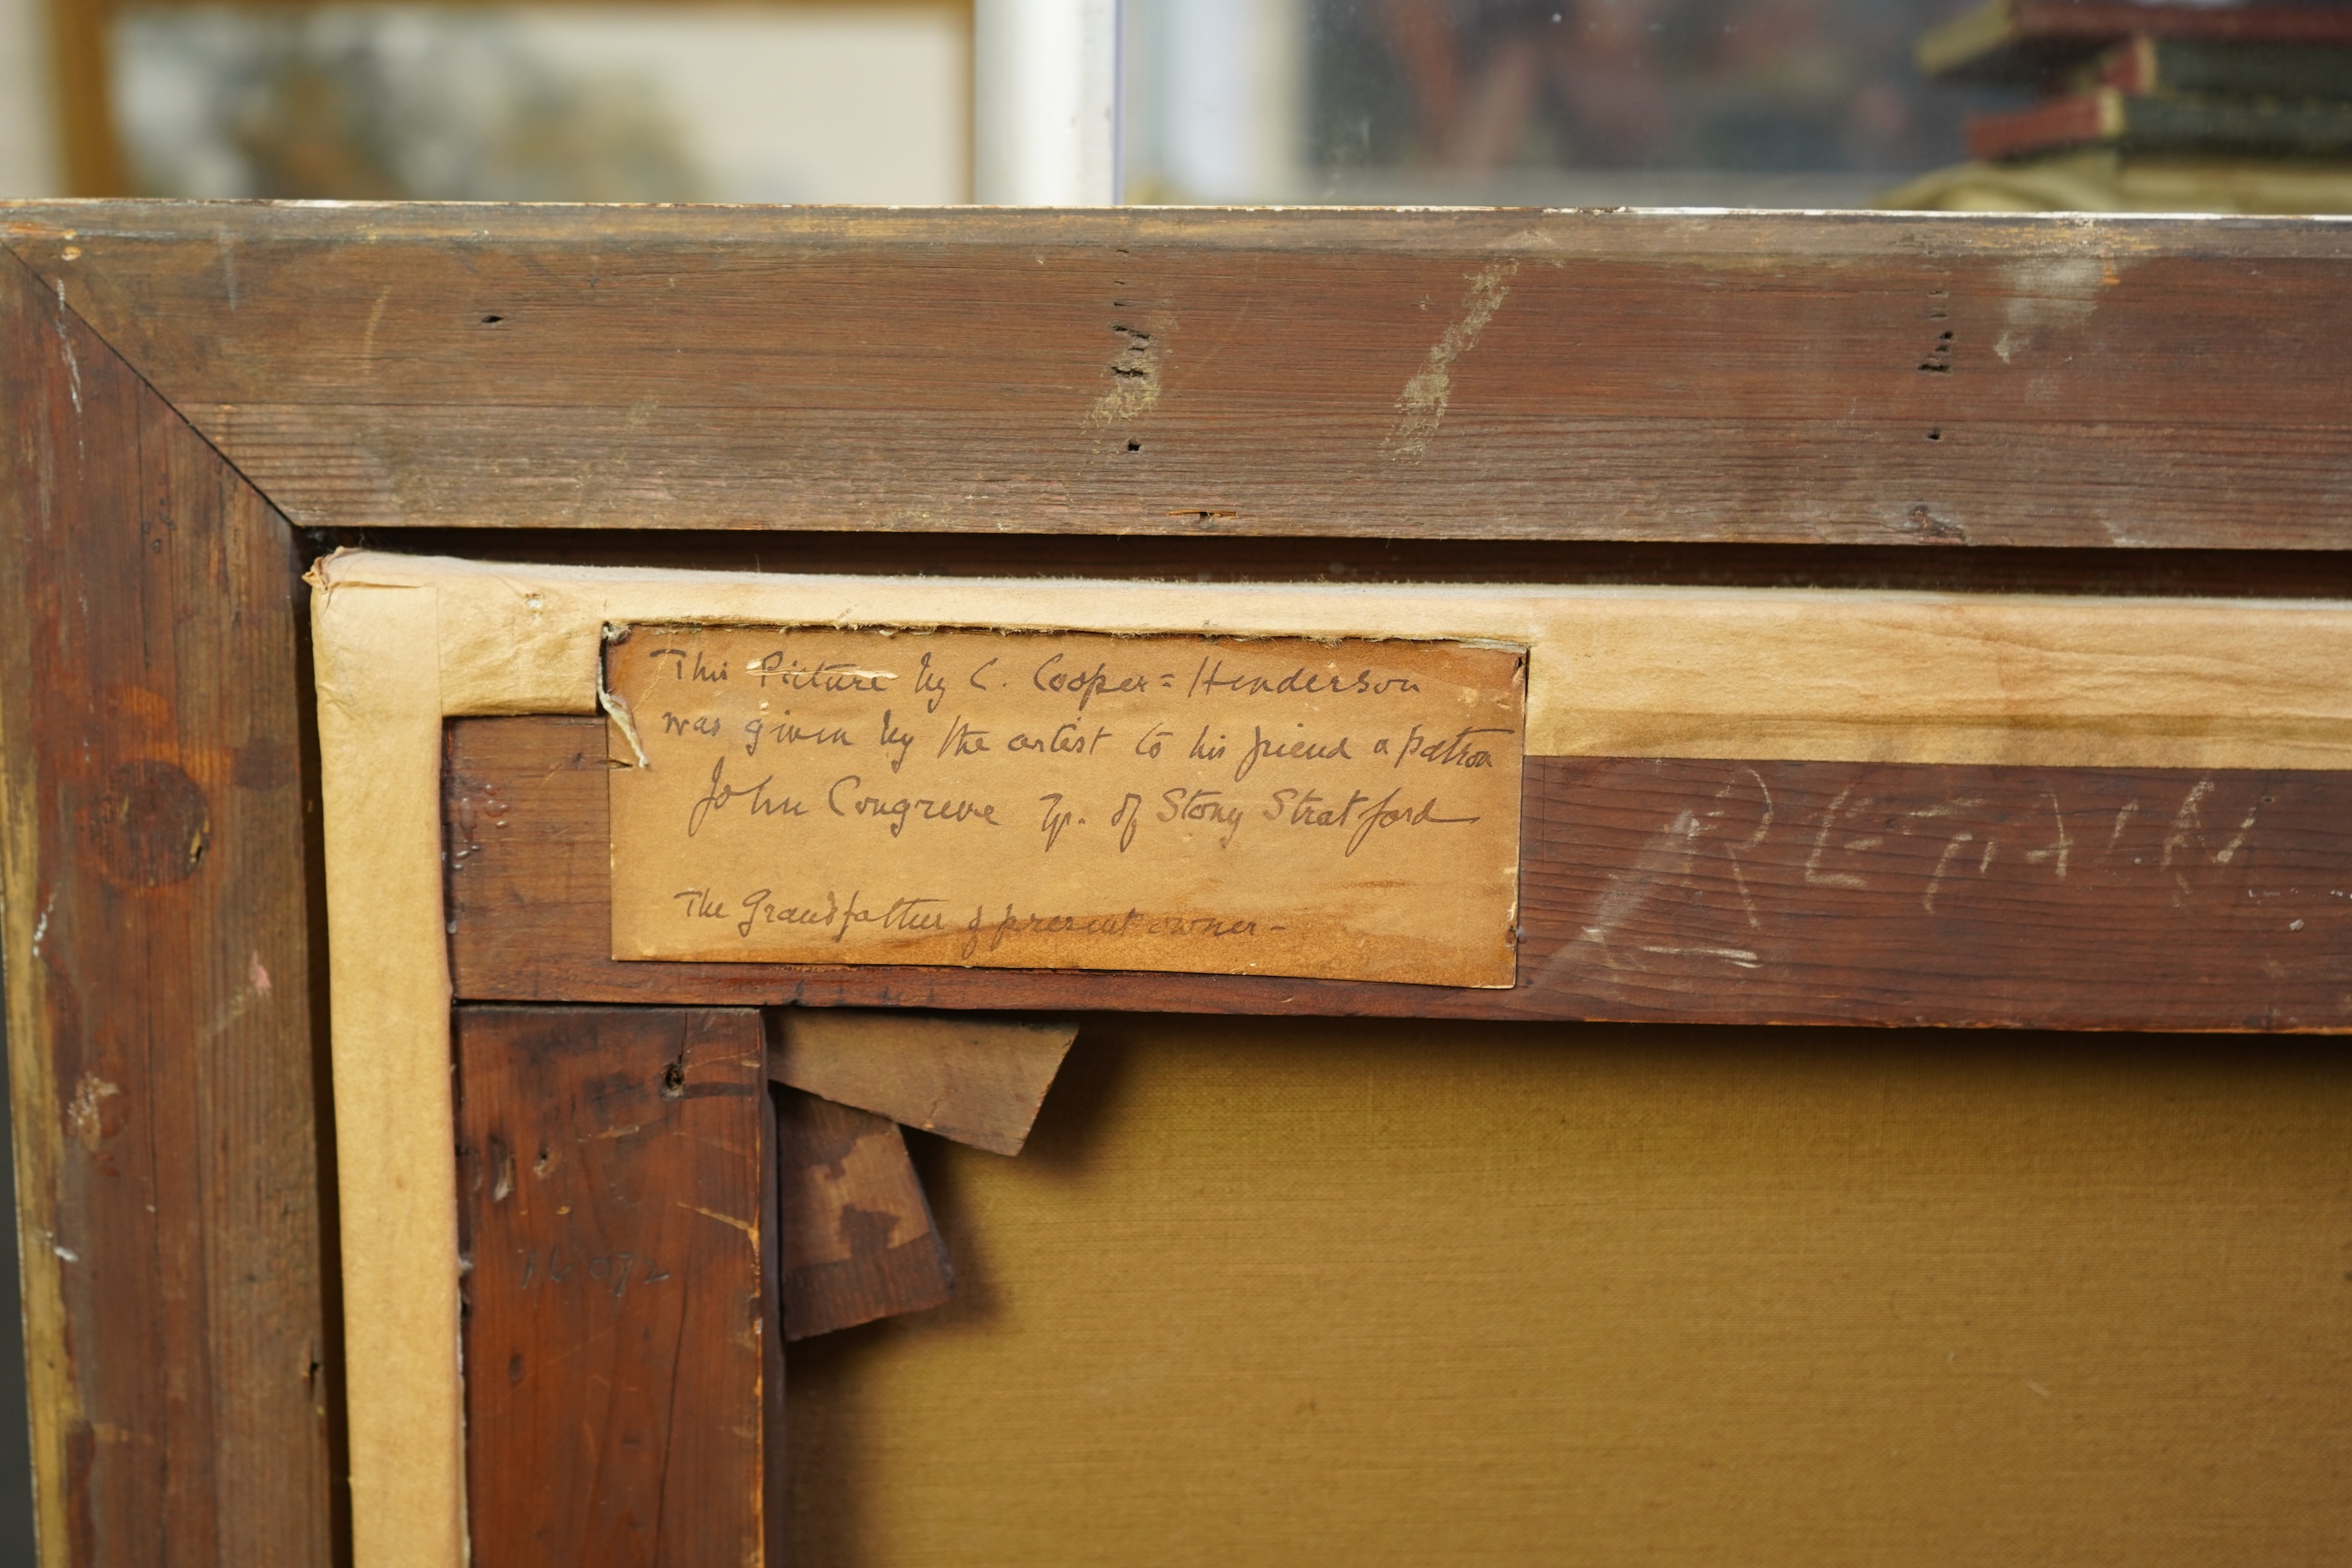 This Picture by C. Cooper=Henderson
was given by the artist to his friend & patron
John Congreve of Stony Stratford
The Grandfather of present owner-
RETAIN
16072